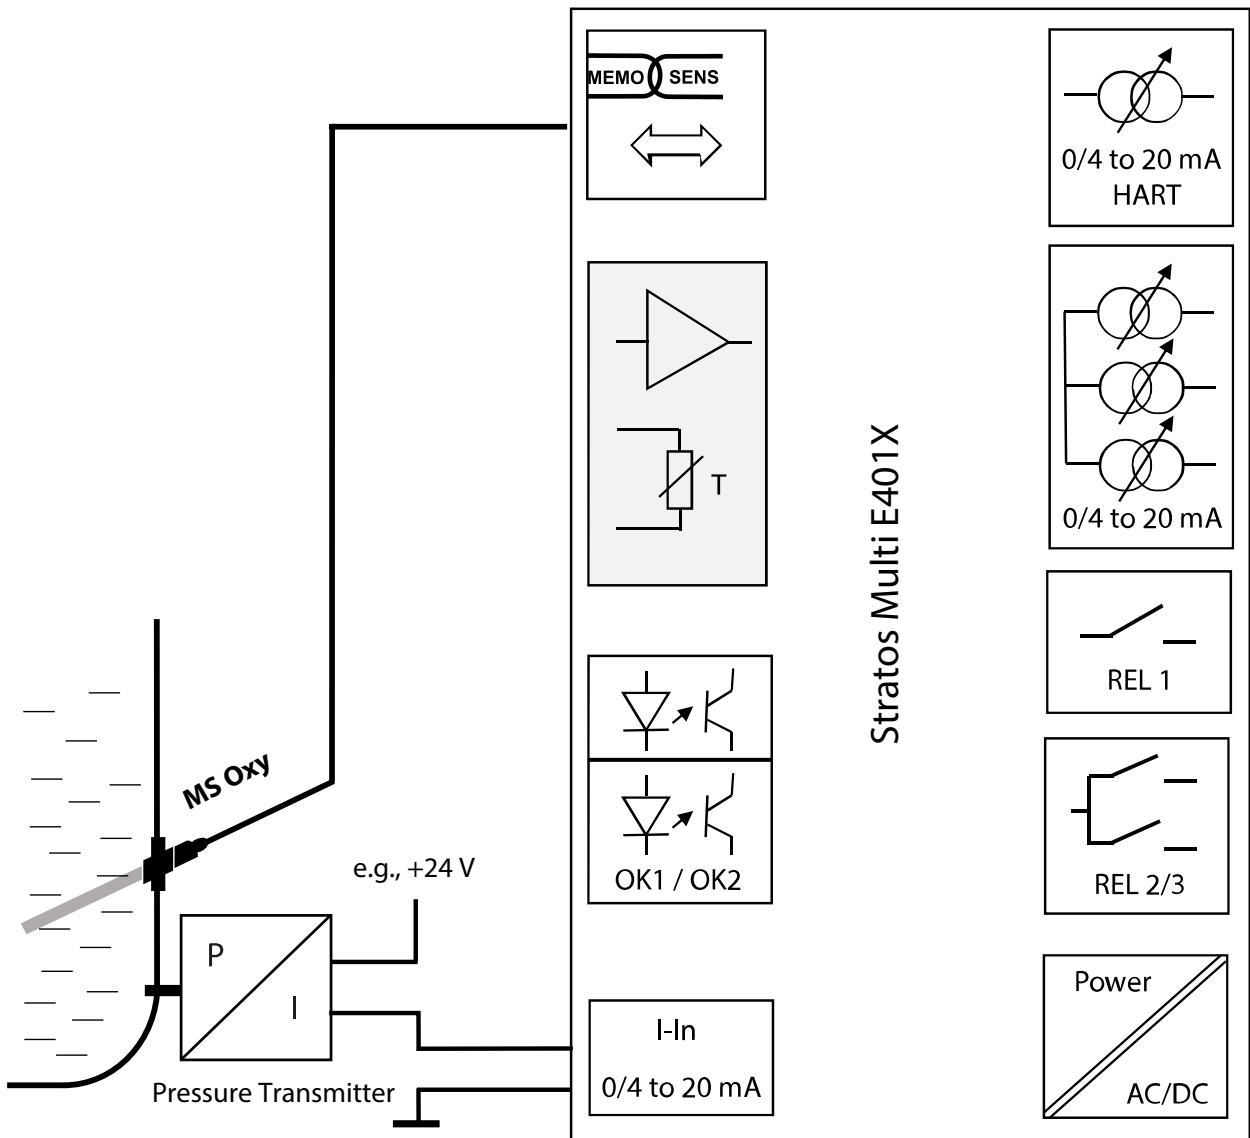 MEMO SENS
0/4 to 20 mA
HART
T
0/4 to 20 mA
Stratos Multi E401X
REL 1
MS Oxy
e.g., +24 V
OK1 / OK2
REL 2/3
P
I
Pressure Transmitter
I-In
0/4 to 20 mA
Power
AC/DC